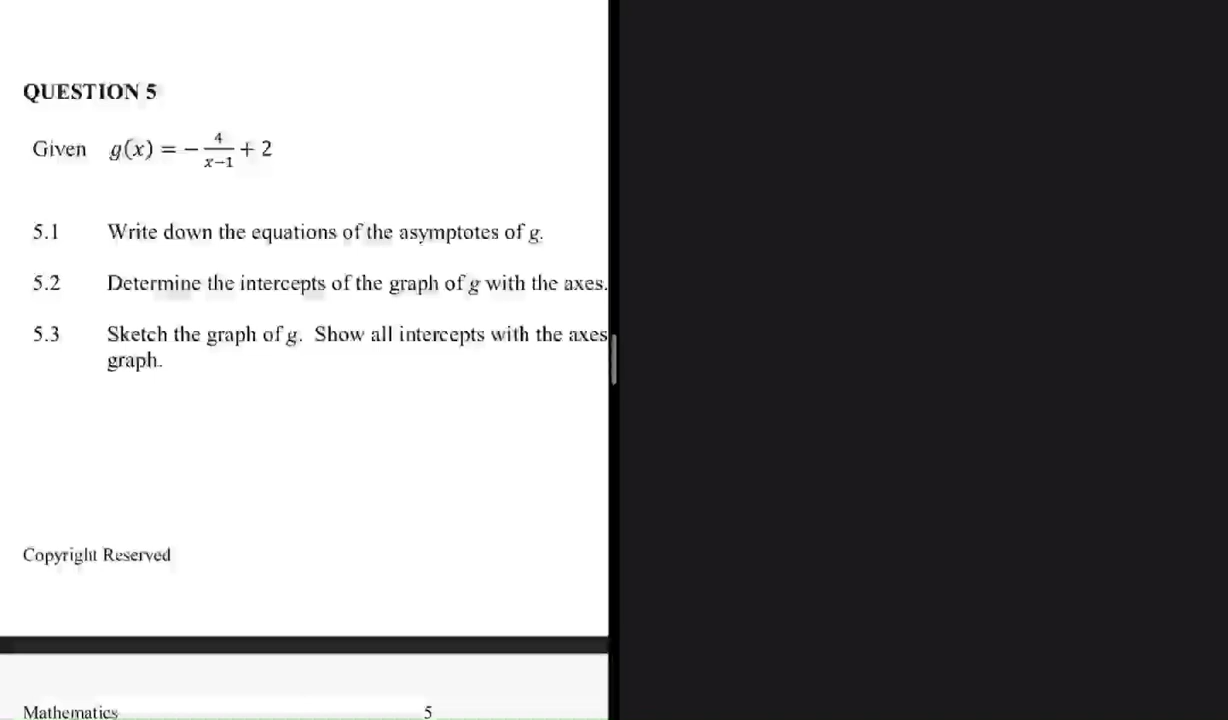 QUESTION 5
Given g(x) = − 4/(x−1) + 2
5.1 Write down the equations of the asymptotes of g.
5.2 Determine the intercepts of the graph of g with the axes.
5.3 Sketch the graph of g. Show all intercepts with the axes
graph.
Copyright Reserved
Mathematics 5